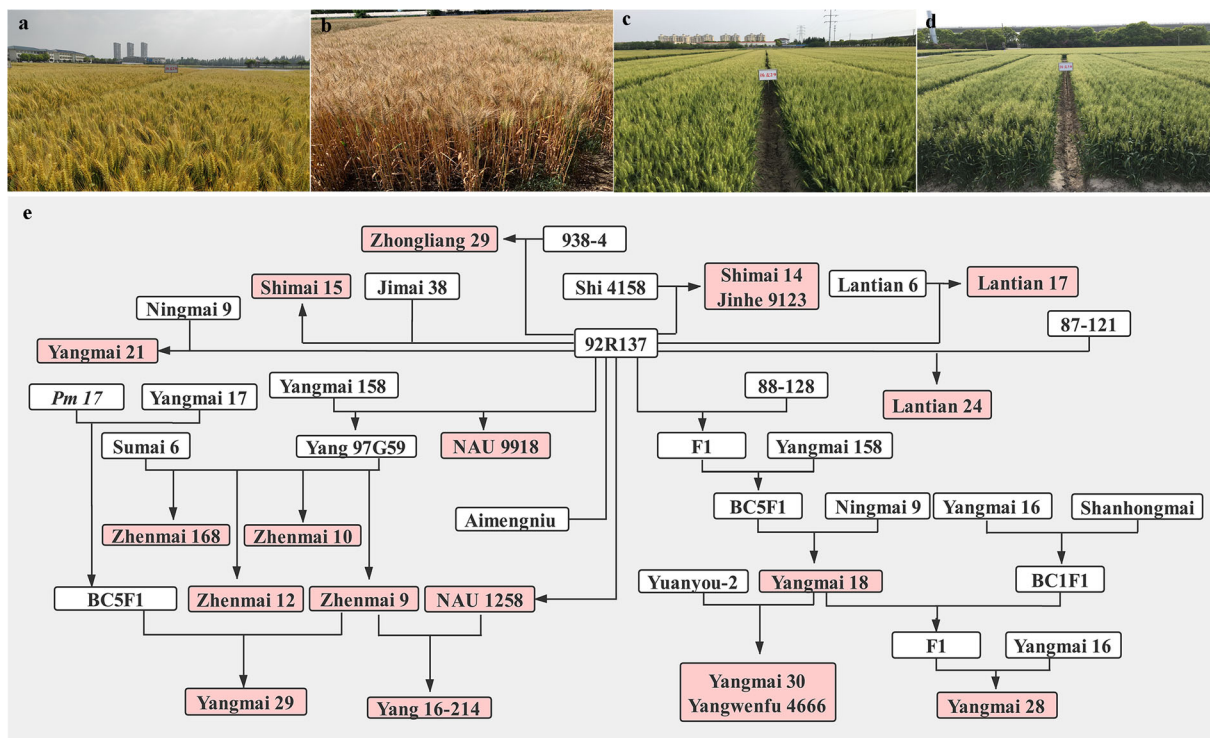 a
b
c
d
e
Zhongliang 29
938-4
Shimai 15
Jimai 38
Shi 4158
Shimai 14
Jinhe 9123
Lantian 6
Lantian 17
Ningmai 9
87-121
92R137
Yangmai 21
Pm 17
Yangmai 17
Yangmai 158
88-128
Lantian 24
Sumai 6
Yang 97G59
NAU 9918
F1
Yangmai 158
Zhenmai 168
Zhenmai 10
Aimengniu
BC5F1
Ningmai 9
Yangmai 16
Shanhongmai
BC5F1
Zhenmai 12
Zhenmai 9
NAU 1258
Yuanyou-2
Yangmai 18
BC1F1
F1
Yangmai 16
Yangmai 29
Yang 16-214
Yangmai 30
Yangwenfu 4666
Yangmai 28